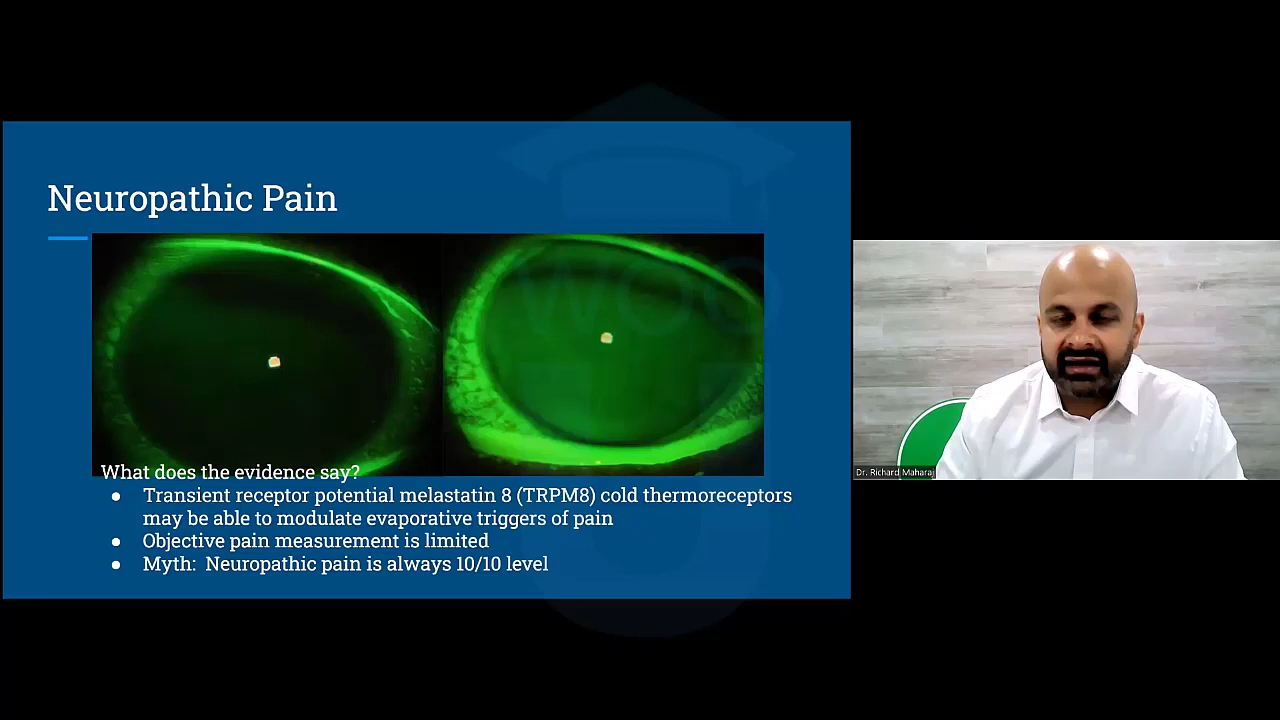 Neuropathic Pain
WOO
U
What does the evidence say?
● Transient receptor potential melastatin 8 (TRPM8) cold thermoreceptors
may be able to modulate evaporative triggers of pain
● Objective pain measurement is limited
● Myth: Neuropathic pain is always 10/10 level
Dr. Richard Maharaj